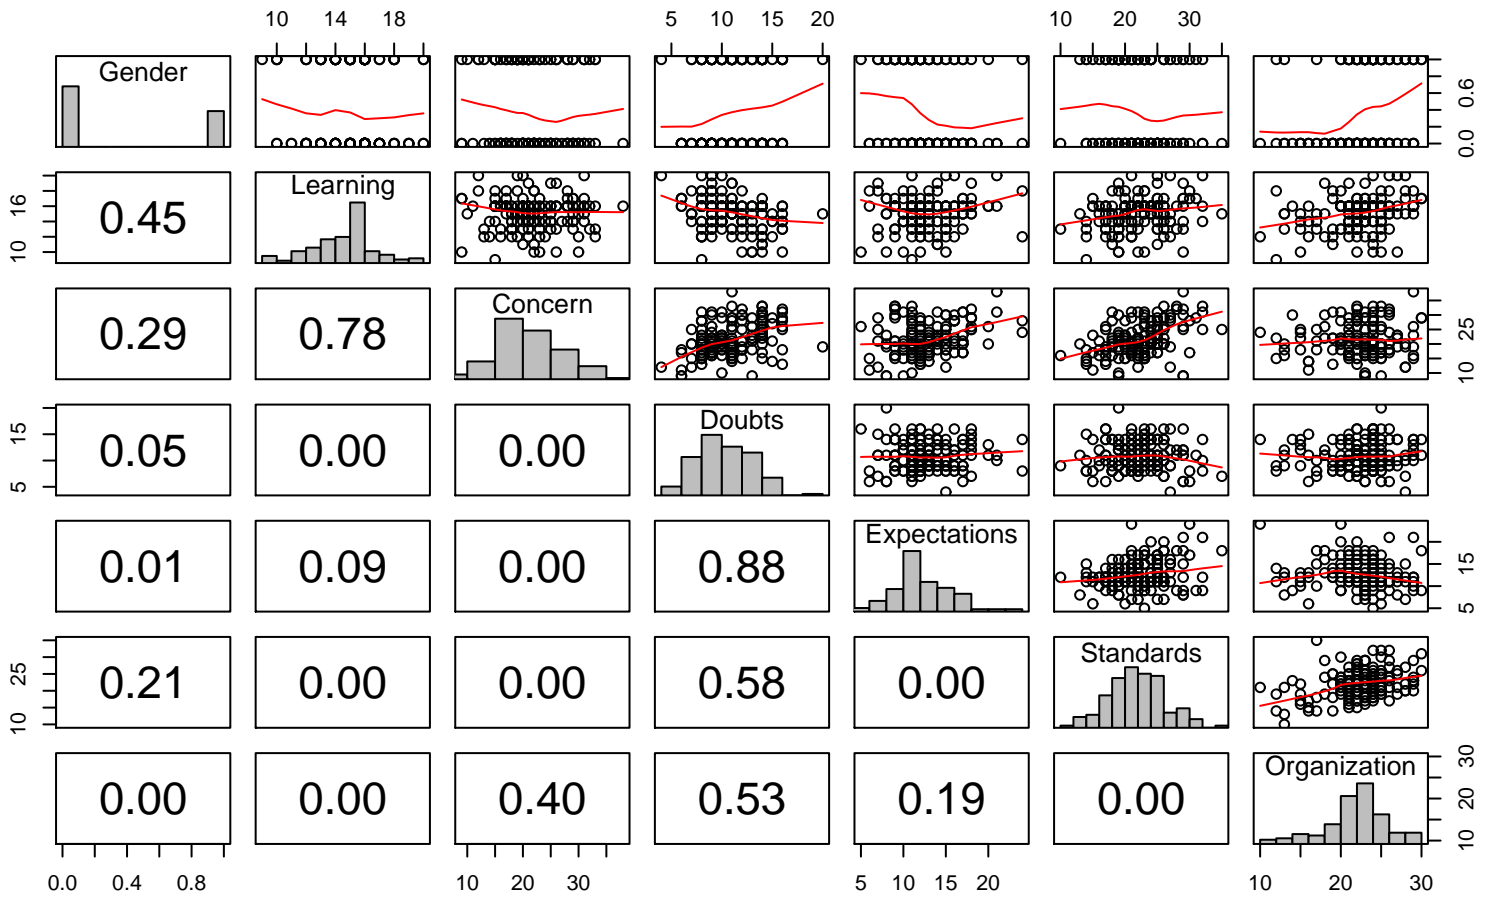 10 14 18 5 10 15 20 10 20 30
Gender 0.0 0.6
10 16 0.45 Learning
0.29 0.78 Concern 10 25
5 15 0.05 0.00 0.00 Doubts
0.01 0.09 0.00 0.88 Expectations 5 15
10 25 0.21 0.00 0.00 0.58 0.00 Standards
0.00 0.00 0.40 0.53 0.19 0.00 Organization 10 20 30
0.0 0.4 0.8 10 20 30 5 10 20 10 20 30